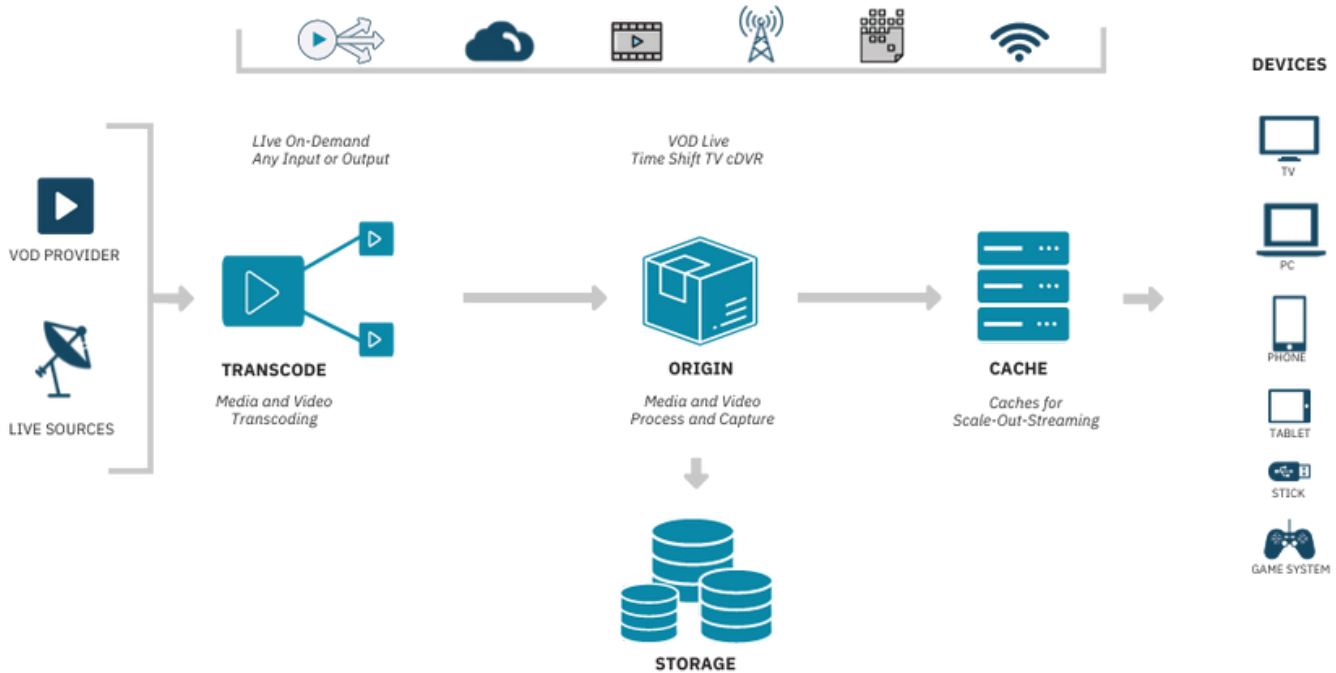 DEVICES
LIve On-Demand
Any Input or Output
VOD Live
Time Shift TV cDVR
TV
VOD PROVIDER
PC
PHONE
TRANSCODE
Media and Video
Transcoding
ORIGIN
Media and Video
Process and Capture
CACHE
Caches for
Scale-Out-Streaming
LIVE SOURCES
TABLET
STICK
GAME SYSTEM
STORAGE